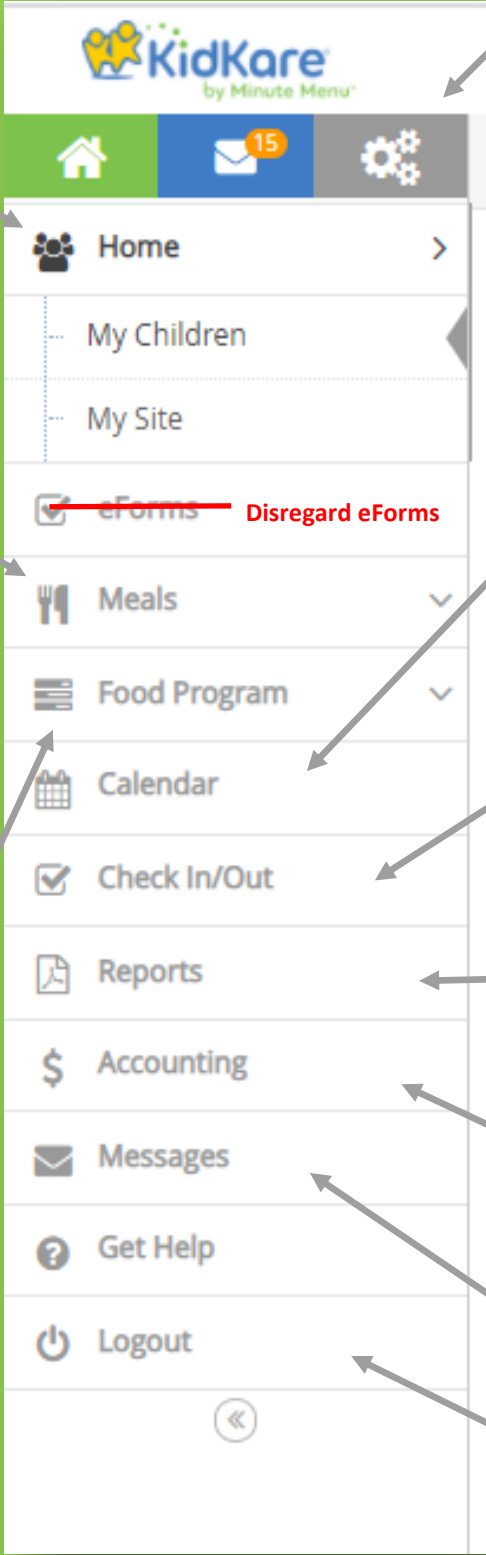 KidKare
by Minute Menu
15
Home
My Children
My Site
eForms Disregard eForms
Meals
Food Program
Calendar
Check In/Out
Reports
$ Accounting
Messages
? Get Help
Logout